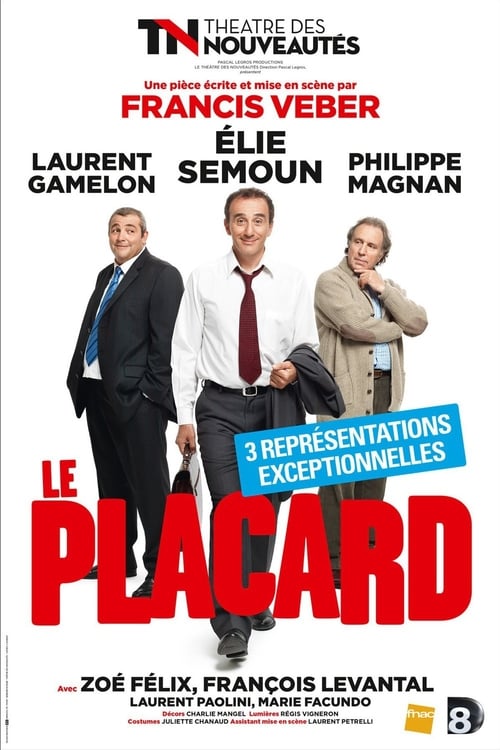 TN THEATRE DES
NOUVEAUTÉS
PASCAL LEGROS PRODUCTIONS
LE THÉÂTRE DES NOUVEAUTÉS Direction Pascal Legros,
présentent
Une pièce écrite et mise en scène par
FRANCIS VEBER
LAURENT
GAMELON
ÉLIE
SEMOUN
PHILIPPE
MAGNAN
3 REPRÉSENTATIONS
EXCEPTIONNELLES
LE
PLACARD
Avec ZOÉ FÉLIX, FRANÇOIS LEVANTAL
LAURENT PAOLINI, MARIE FACUNDO
Décors CHARLIE MANGEL Lumières RÉGIS VIGNERON
Costumes JULIETTE CHANAUD Assistant mise en scène LAURENT PETRELLI
fnac
D8